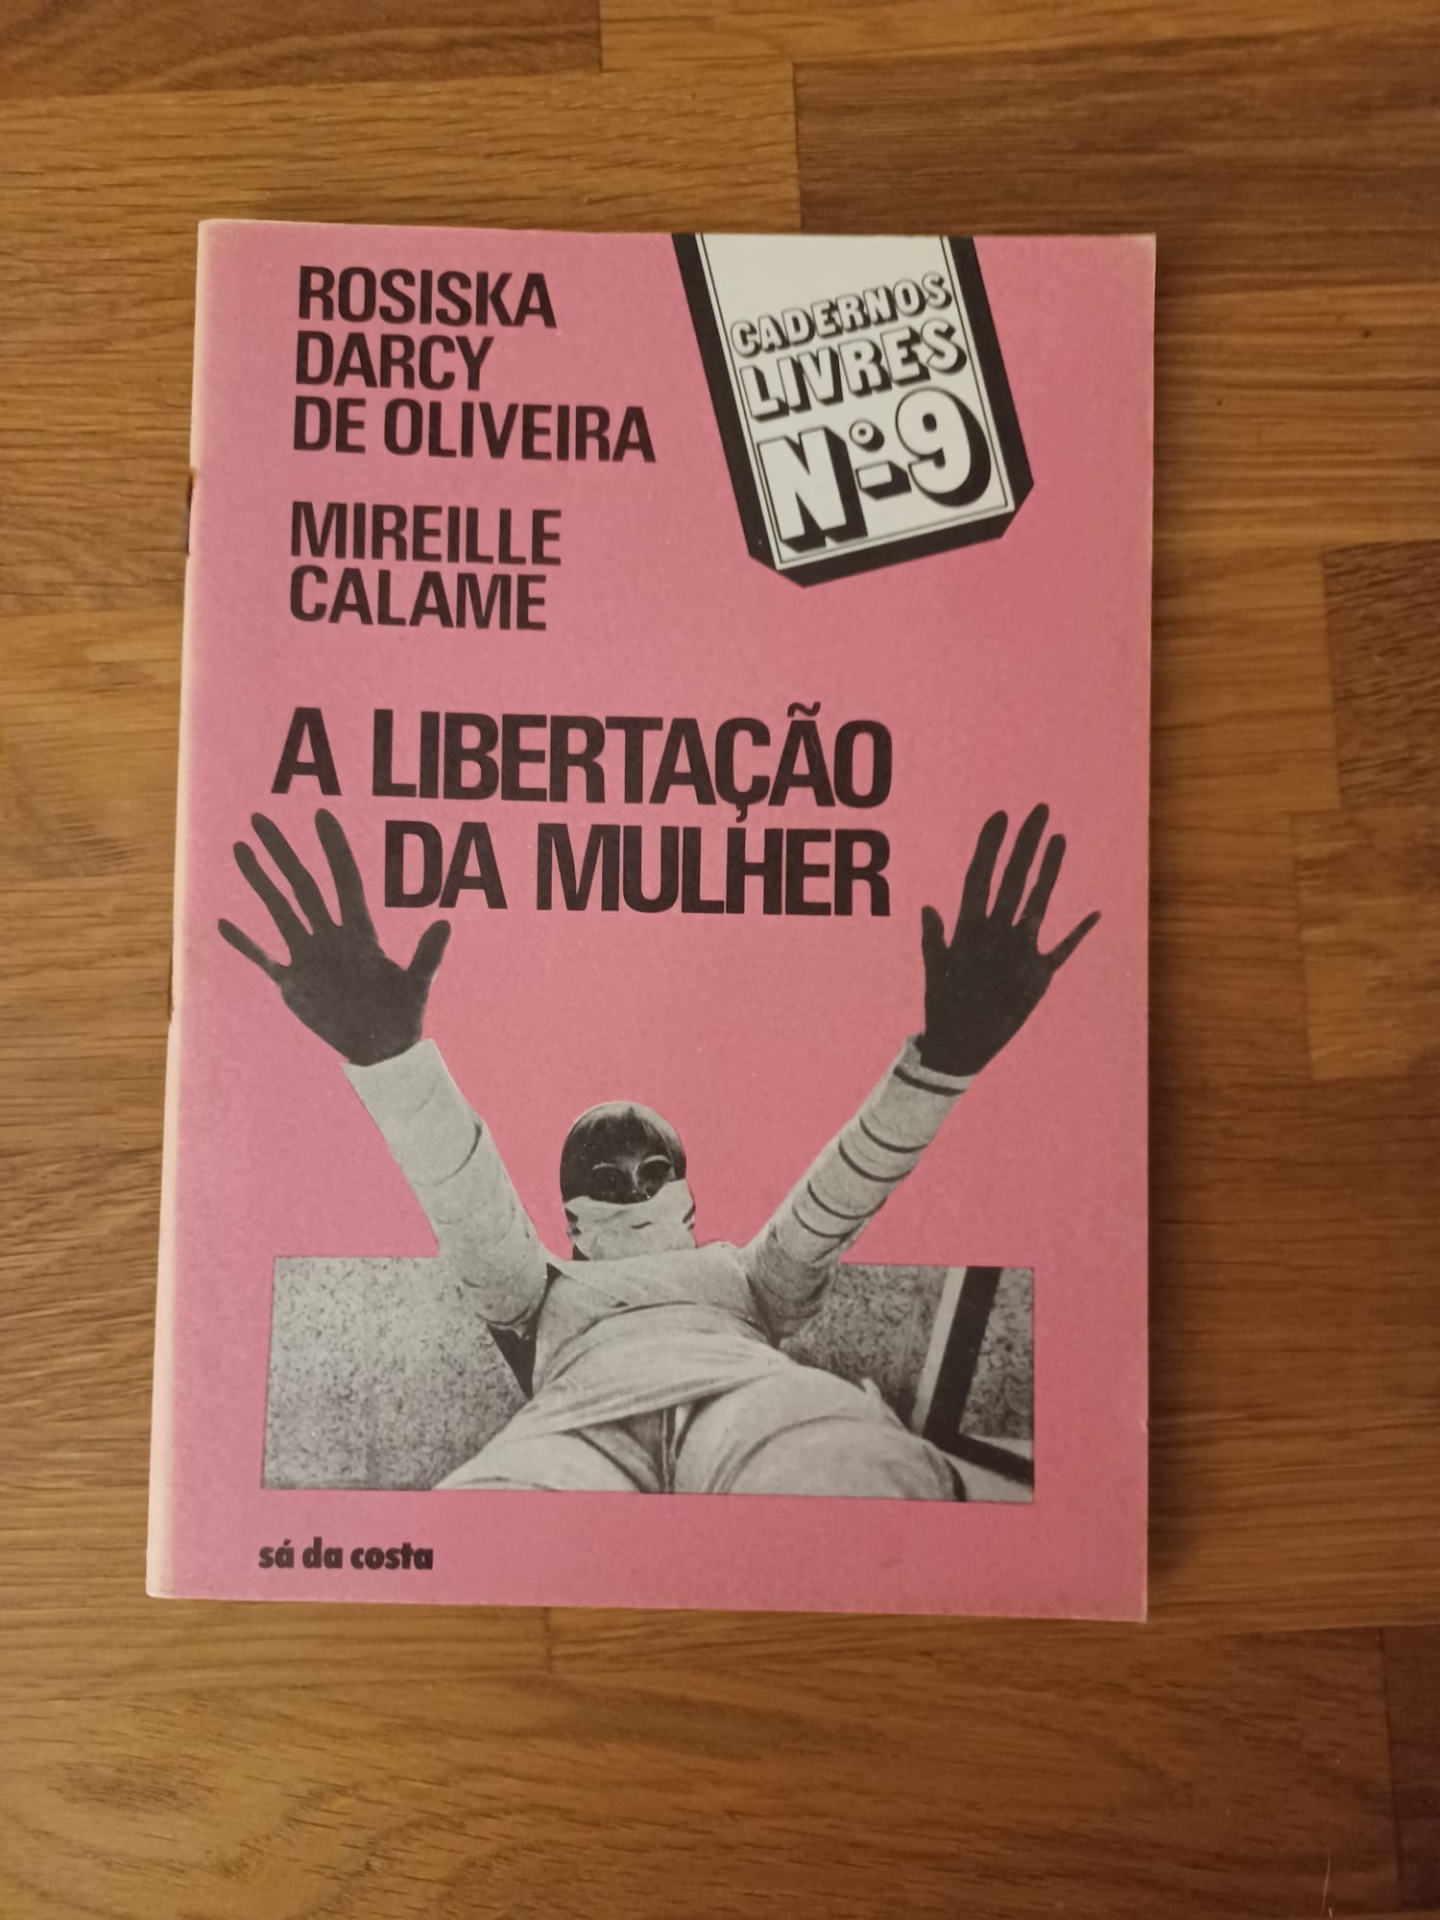 ROSISKA
DARCY
DE OLIVEIRA
MIREILLE
CALAME
CADERNOS
LIVRES
Nº 9
A LIBERTAÇÃO
DA MULHER
sá da costa